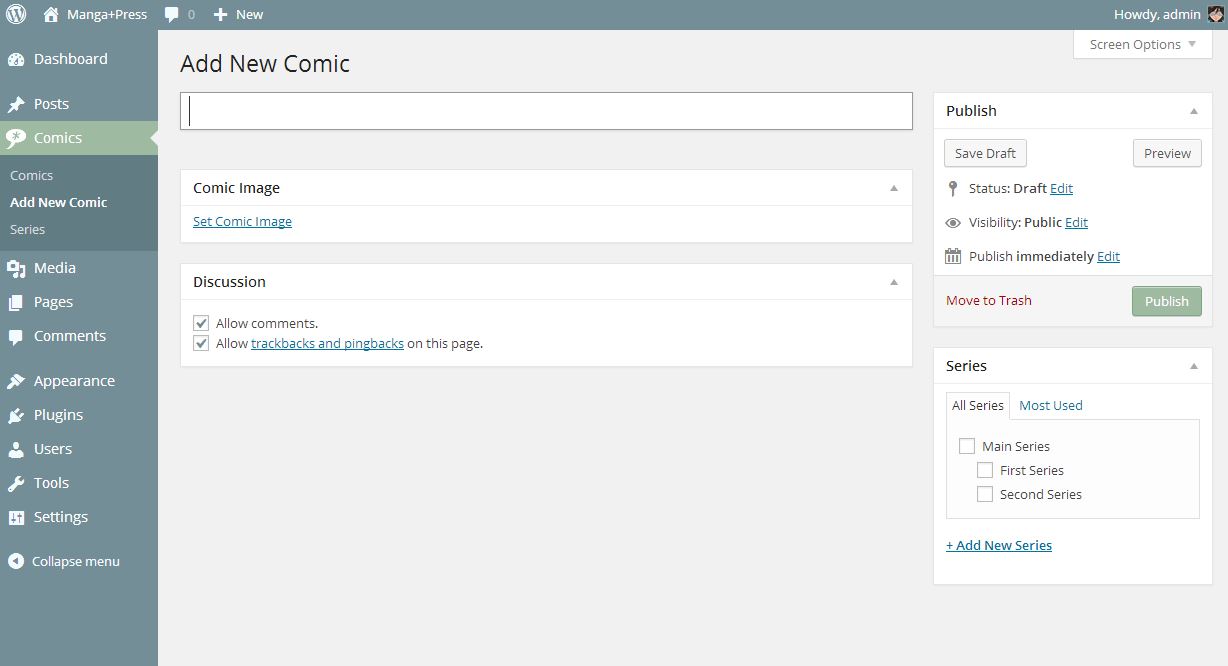 Manga+Press 0 New Howdy, admin
Screen Options
Dashboard
Posts
Comics
Comics
Add New Comic
Series
Media
Pages
Comments
Appearance
Plugins
Users
Tools
Settings
Collapse menu
Add New Comic
Comic Image
Set Comic Image
Discussion
Allow comments.
Allow trackbacks and pingbacks on this page.
Publish
Save Draft Preview
Status: Draft Edit
Visibility: Public Edit
Publish immediately Edit
Move to Trash Publish
Series
All Series Most Used
Main Series
First Series
Second Series
+ Add New Series